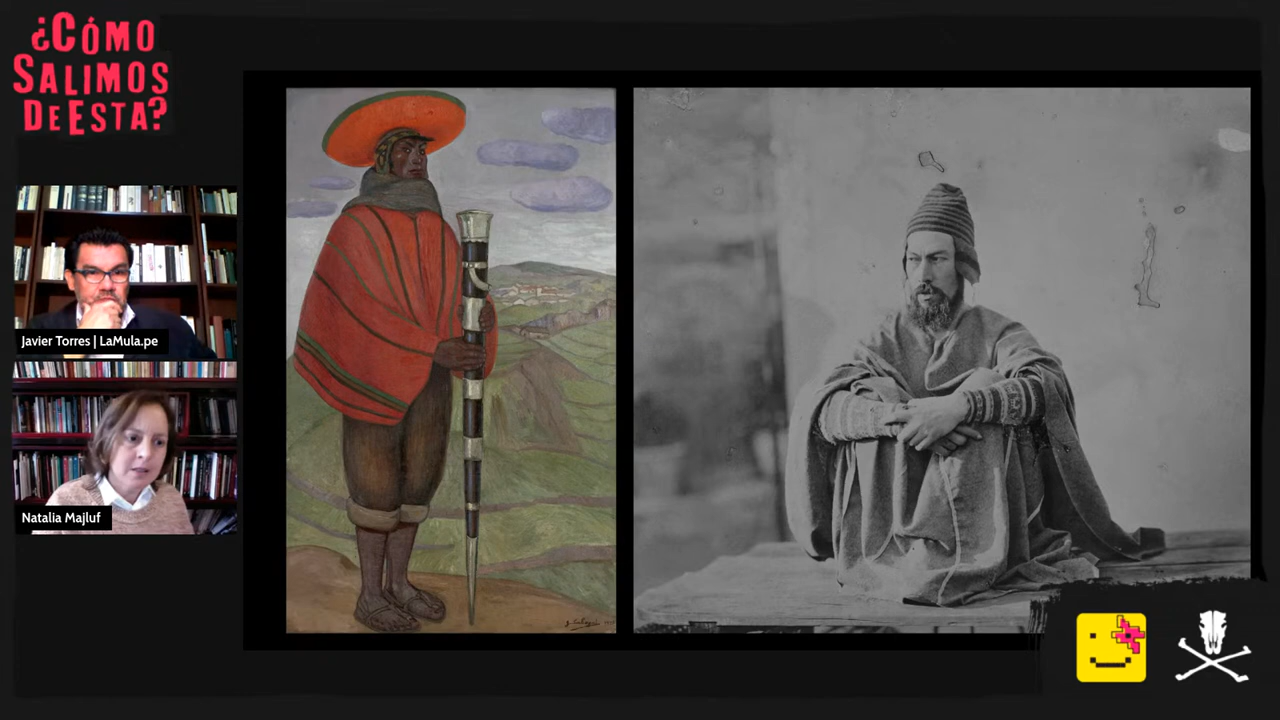 ¿CÓMO
SALIMOS
DE ESTA?
Javier Torres | LaMula.pe
Natalia Majluf